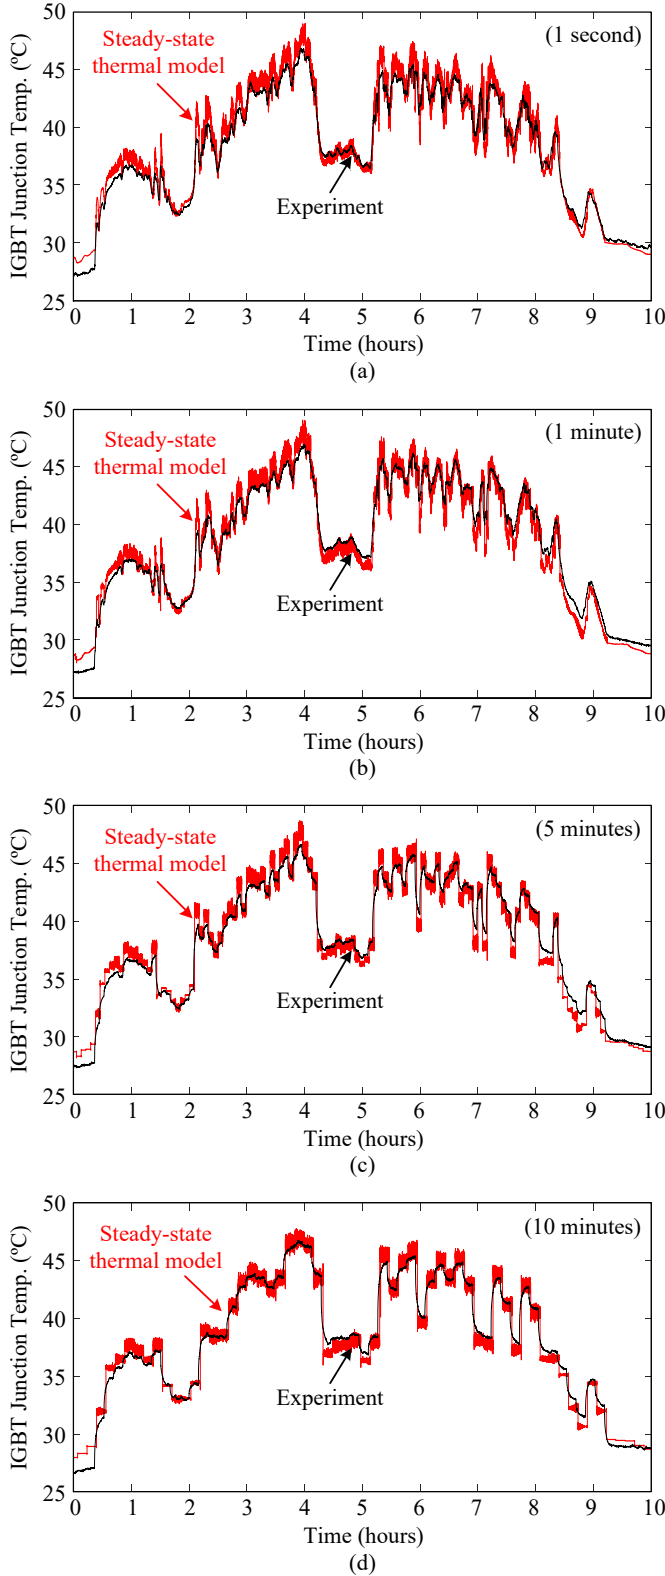 50
45
40
35
30
25
IGBT Junction Temp. (ºC)
Steady-state
thermal model
(1 second)
Experiment
0 1 2 3 4 5 6 7 8 9 10
Time (hours)
(a)
50
45
40
35
30
25
IGBT Junction Temp. (ºC)
Steady-state
thermal model
(1 minute)
Experiment
0 1 2 3 4 5 6 7 8 9 10
Time (hours)
(b)
50
45
40
35
30
25
IGBT Junction Temp. (ºC)
Steady-state
thermal model
(5 minutes)
Experiment
0 1 2 3 4 5 6 7 8 9 10
Time (hours)
(c)
50
45
40
35
30
25
IGBT Junction Temp. (ºC)
Steady-state
thermal model
(10 minutes)
Experiment
0 1 2 3 4 5 6 7 8 9 10
Time (hours)
(d)